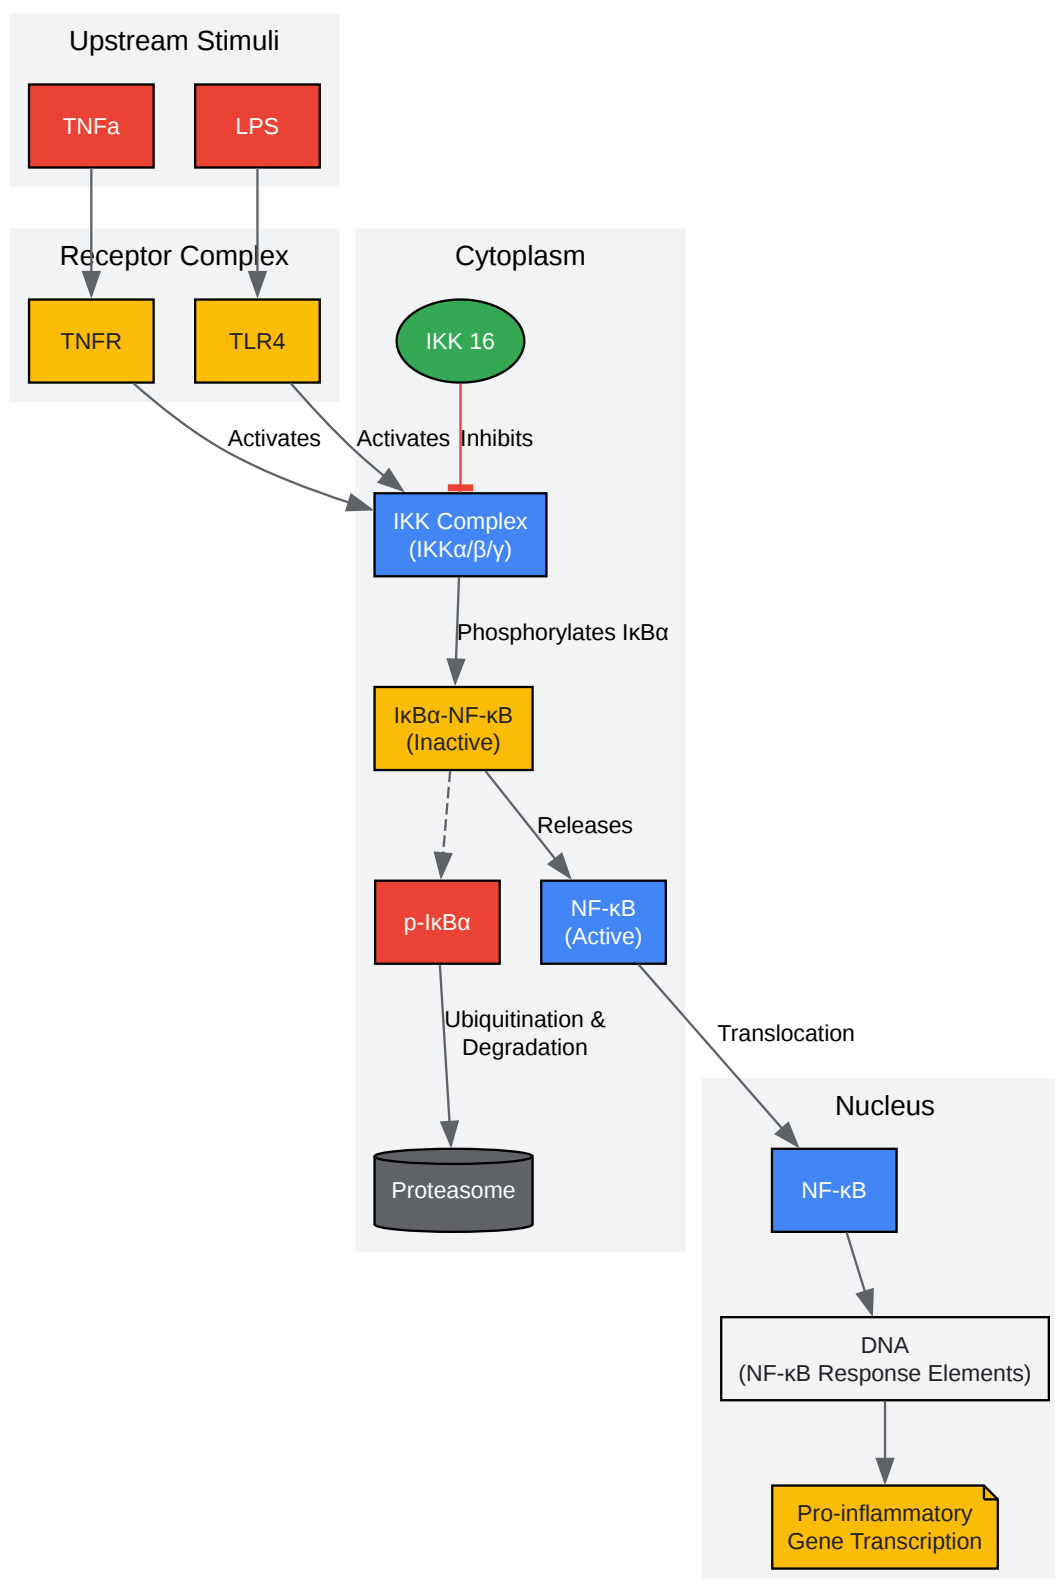 Upstream Stimuli
TNFa
LPS
Receptor Complex
Cytoplasm
TNFR
TLR4
IKK 16
Activates
Activates
Inhibits
IKK Complex
(IKKα/β/γ)
Phosphorylates IκBα
IκBα-NF-κB
(Inactive)
Releases
p-IκBα
NF-κB
(Active)
Ubiquitination &
Degradation
Translocation
Nucleus
Proteasome
NF-κB
DNA
(NF-κB Response Elements)
Pro-inflammatory
Gene Transcription